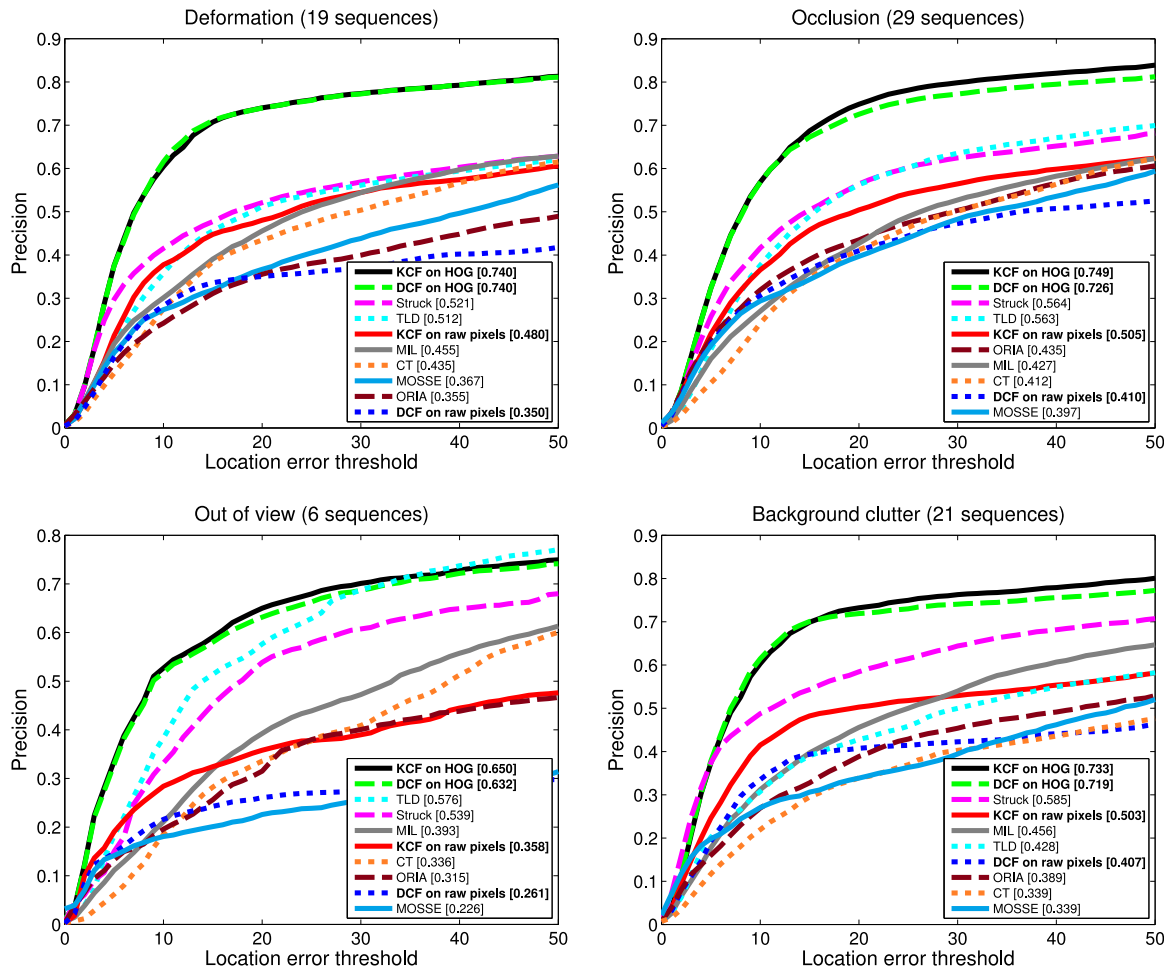 Deformation (19 sequences)
0.9
0.8
0.7
0.6
0.5
0.4
0.3
0.2
0.1
0
Precision
KCF on HOG [0.740]
DCF on HOG [0.740]
Struck [0.521]
TLD [0.512]
KCF on raw pixels [0.480]
MIL [0.455]
CT [0.435]
MOSSE [0.367]
ORIA [0.355]
DCF on raw pixels [0.350]
0 10 20 30 40 50
Location error threshold
Occlusion (29 sequences)
0.9
0.8
0.7
0.6
0.5
0.4
0.3
0.2
0.1
0
Precision
KCF on HOG [0.749]
DCF on HOG [0.726]
Struck [0.564]
TLD [0.563]
KCF on raw pixels [0.505]
ORIA [0.435]
MIL [0.427]
CT [0.412]
DCF on raw pixels [0.410]
MOSSE [0.397]
0 10 20 30 40 50
Location error threshold
Out of view (6 sequences)
0.8
0.7
0.6
0.5
0.4
0.3
0.2
0.1
0
Precision
KCF on HOG [0.650]
DCF on HOG [0.632]
TLD [0.576]
Struck [0.539]
MIL [0.393]
KCF on raw pixels [0.358]
CT [0.336]
ORIA [0.315]
DCF on raw pixels [0.261]
MOSSE [0.226]
0 10 20 30 40 50
Location error threshold
Background clutter (21 sequences)
0.9
0.8
0.7
0.6
0.5
0.4
0.3
0.2
0.1
0
Precision
KCF on HOG [0.733]
DCF on HOG [0.719]
Struck [0.585]
KCF on raw pixels [0.503]
MIL [0.456]
TLD [0.428]
DCF on raw pixels [0.407]
ORIA [0.389]
CT [0.339]
MOSSE [0.339]
0 10 20 30 40 50
Location error threshold